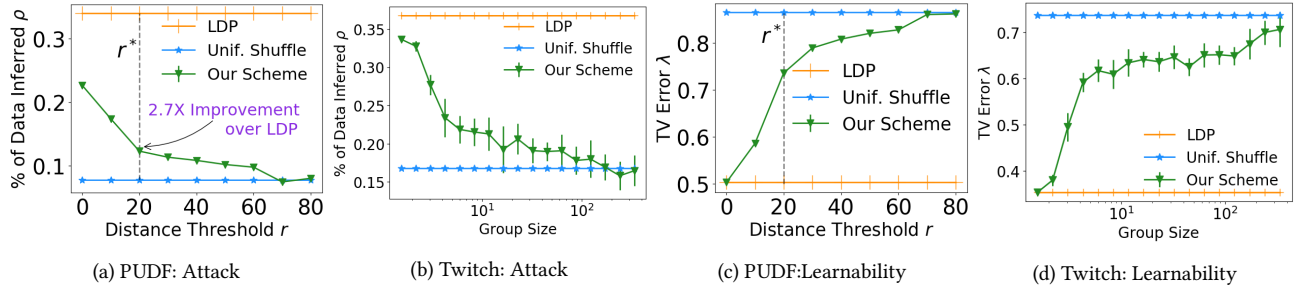 % of Data Inferred ρ
0.3
0.2
0.1
r*
LDP
Unif. Shuffle
Our Scheme
2.7X Improvement
over LDP
0 20 40 60 80
Distance Threshold r
(a) PUDF: Attack
% of Data Inferred ρ
0.35
0.30
0.25
0.20
0.15
LDP
Unif. Shuffle
Our Scheme
10¹ 10²
Group Size
(b) Twitch: Attack
TV Error λ
0.8
0.7
0.6
0.5
r*
LDP
Unif. Shuffle
Our Scheme
0 20 40 60 80
Distance Threshold r
(c) PUDF:Learnability
TV Error λ
0.7
0.6
0.5
0.4
LDP
Unif. Shuffle
Our Scheme
10¹ 10²
Group Size
(d) Twitch: Learnability